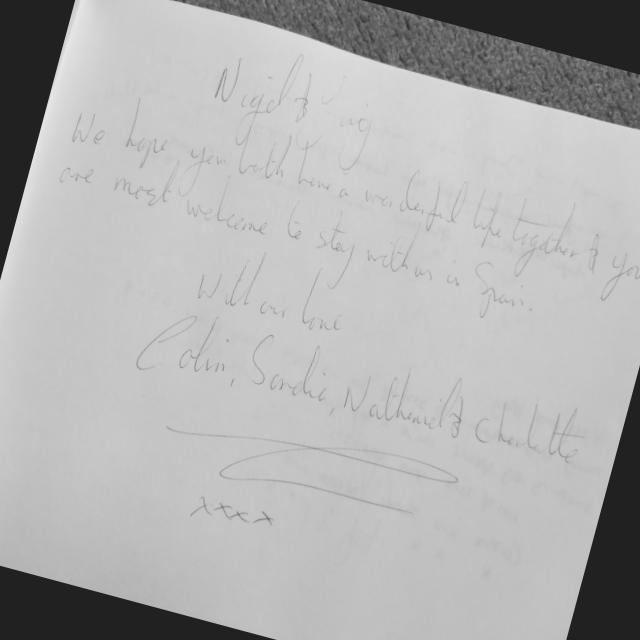 Nigel &
We hope you both have a wonderful life together & you
are most welcome to stay with us in Spain.
With our love
Colin, Sandie, Nathaniel & Charlotte
xxxx